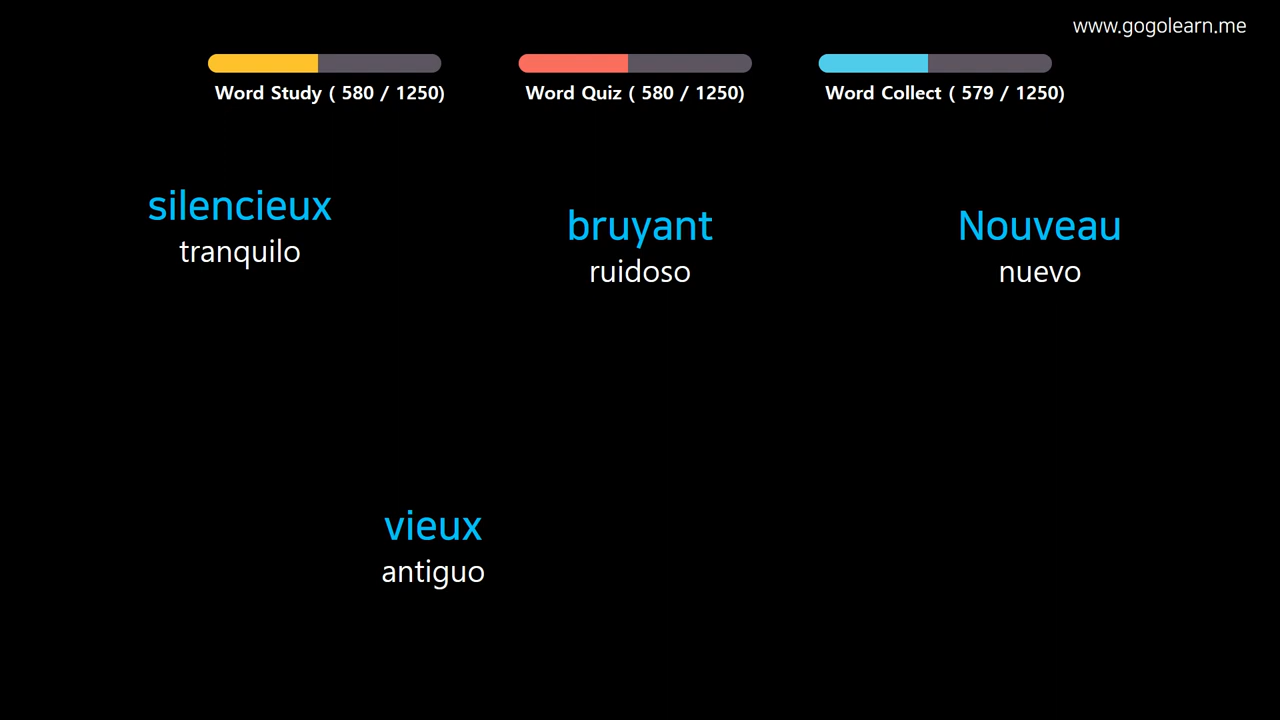 www.gogolearn.me
Word Study ( 580 / 1250)
Word Quiz ( 580 / 1250)
Word Collect ( 579 / 1250)
silencieux
tranquilo
bruyant
ruidoso
Nouveau
nuevo
vieux
antiguo